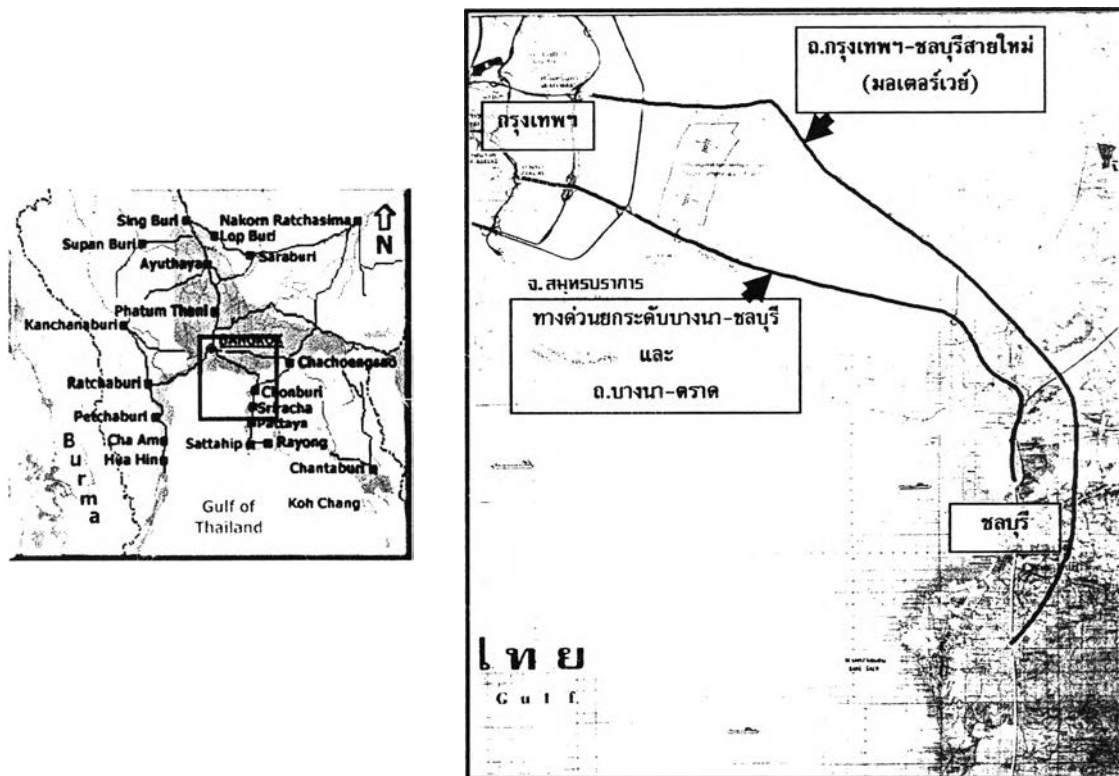 Sing Buri
Nakorn Ratchasima
N
Supan Buri
Lop Buri
Saraburi
Ayuthaya
Phatum Thani
Kanchanaburi
BANGKOK
Chachoengsao
Ratchaburi
Chonburi
Sriracha
Petchaburi
Pattaya
Cha Am
Sattahip
Rayong
Hua Hin
Chantaburi
Burma
Koh Chang
Gulf of
Thailand
ถ.กรุงเทพฯ-ชลบุรีสายใหม่
(มอเตอร์เวย์)
กรุงเทพฯ
จ.สมุทรปราการ
ทางด่วนยกระดับบางนา-ชลบุรี
และ
ถ.บางนา-ตราด
ชลบุรี
ไทย
Gulf